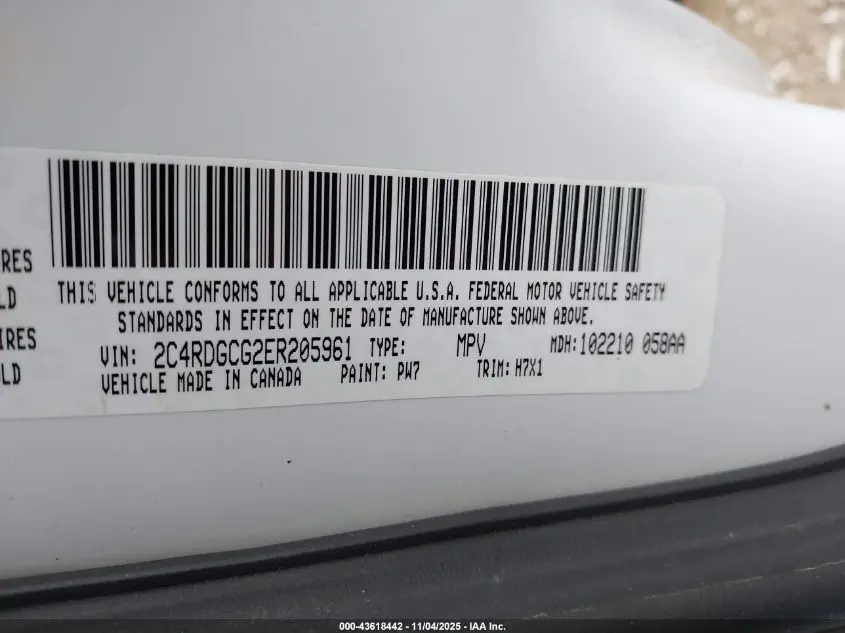 RES
LD
IRES
LD
THIS VEHICLE CONFORMS TO ALL APPLICABLE U.S.A. FEDERAL MOTOR VEHICLE SAFETY
STANDARDS IN EFFECT ON THE DATE OF MANUFACTURE SHOWN ABOVE.
VIN: 2C4RDGCG2ER205961 TYPE: MPV MDH:102210 058AA
VEHICLE MADE IN CANADA PAINT: PW7 TRIM: H7X1
000-43618442 - 11/04/2025 - IAA Inc.